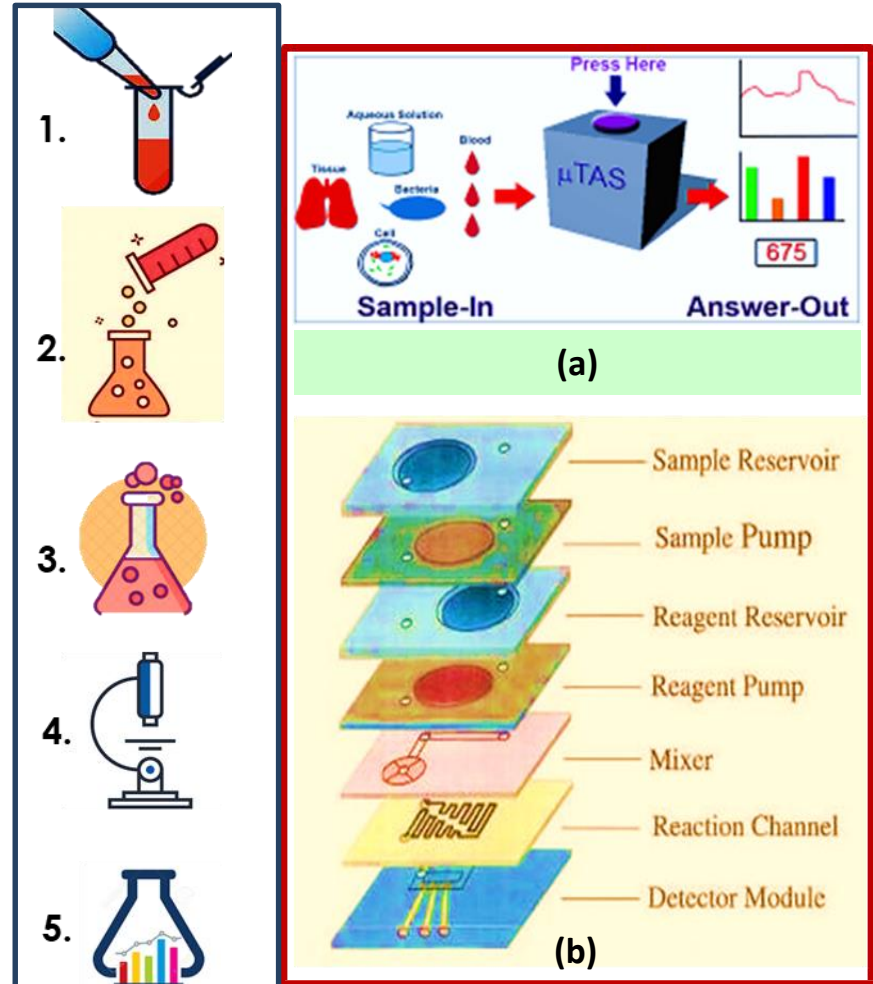 1.
2.
3.
4.
5.
Press Here
Aqueous Solution
Blood
Tissue
Bacteria
Cell
μTAS
675
Sample-In
Answer-Out
(a)
Sample Reservoir
Sample Pump
Reagent Reservoir
Reagent Pump
Mixer
Reaction Channel
Detector Module
(b)